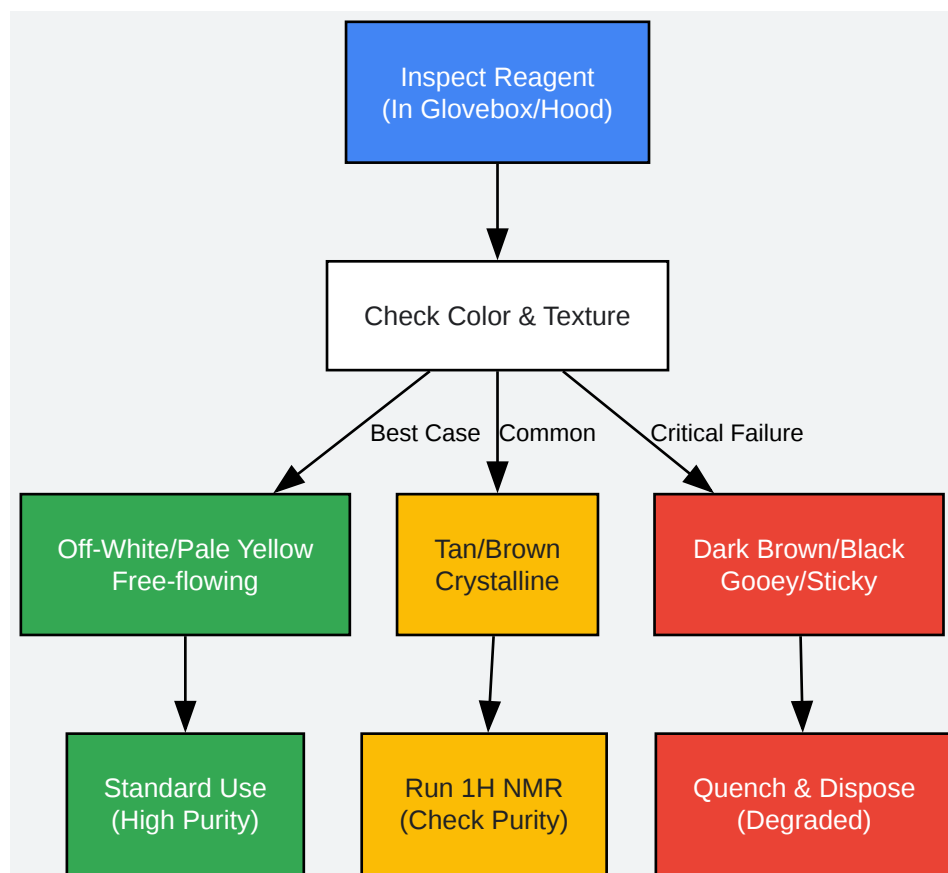 Inspect Reagent
(In Glovebox/Hood)
Check Color & Texture
Best Case
Common
Critical Failure
Off-White/Pale Yellow
Free-flowing
Tan/Brown
Crystalline
Dark Brown/Black
Gooey/Sticky
Standard Use
(High Purity)
Run 1H NMR
(Check Purity)
Quench & Dispose
(Degraded)